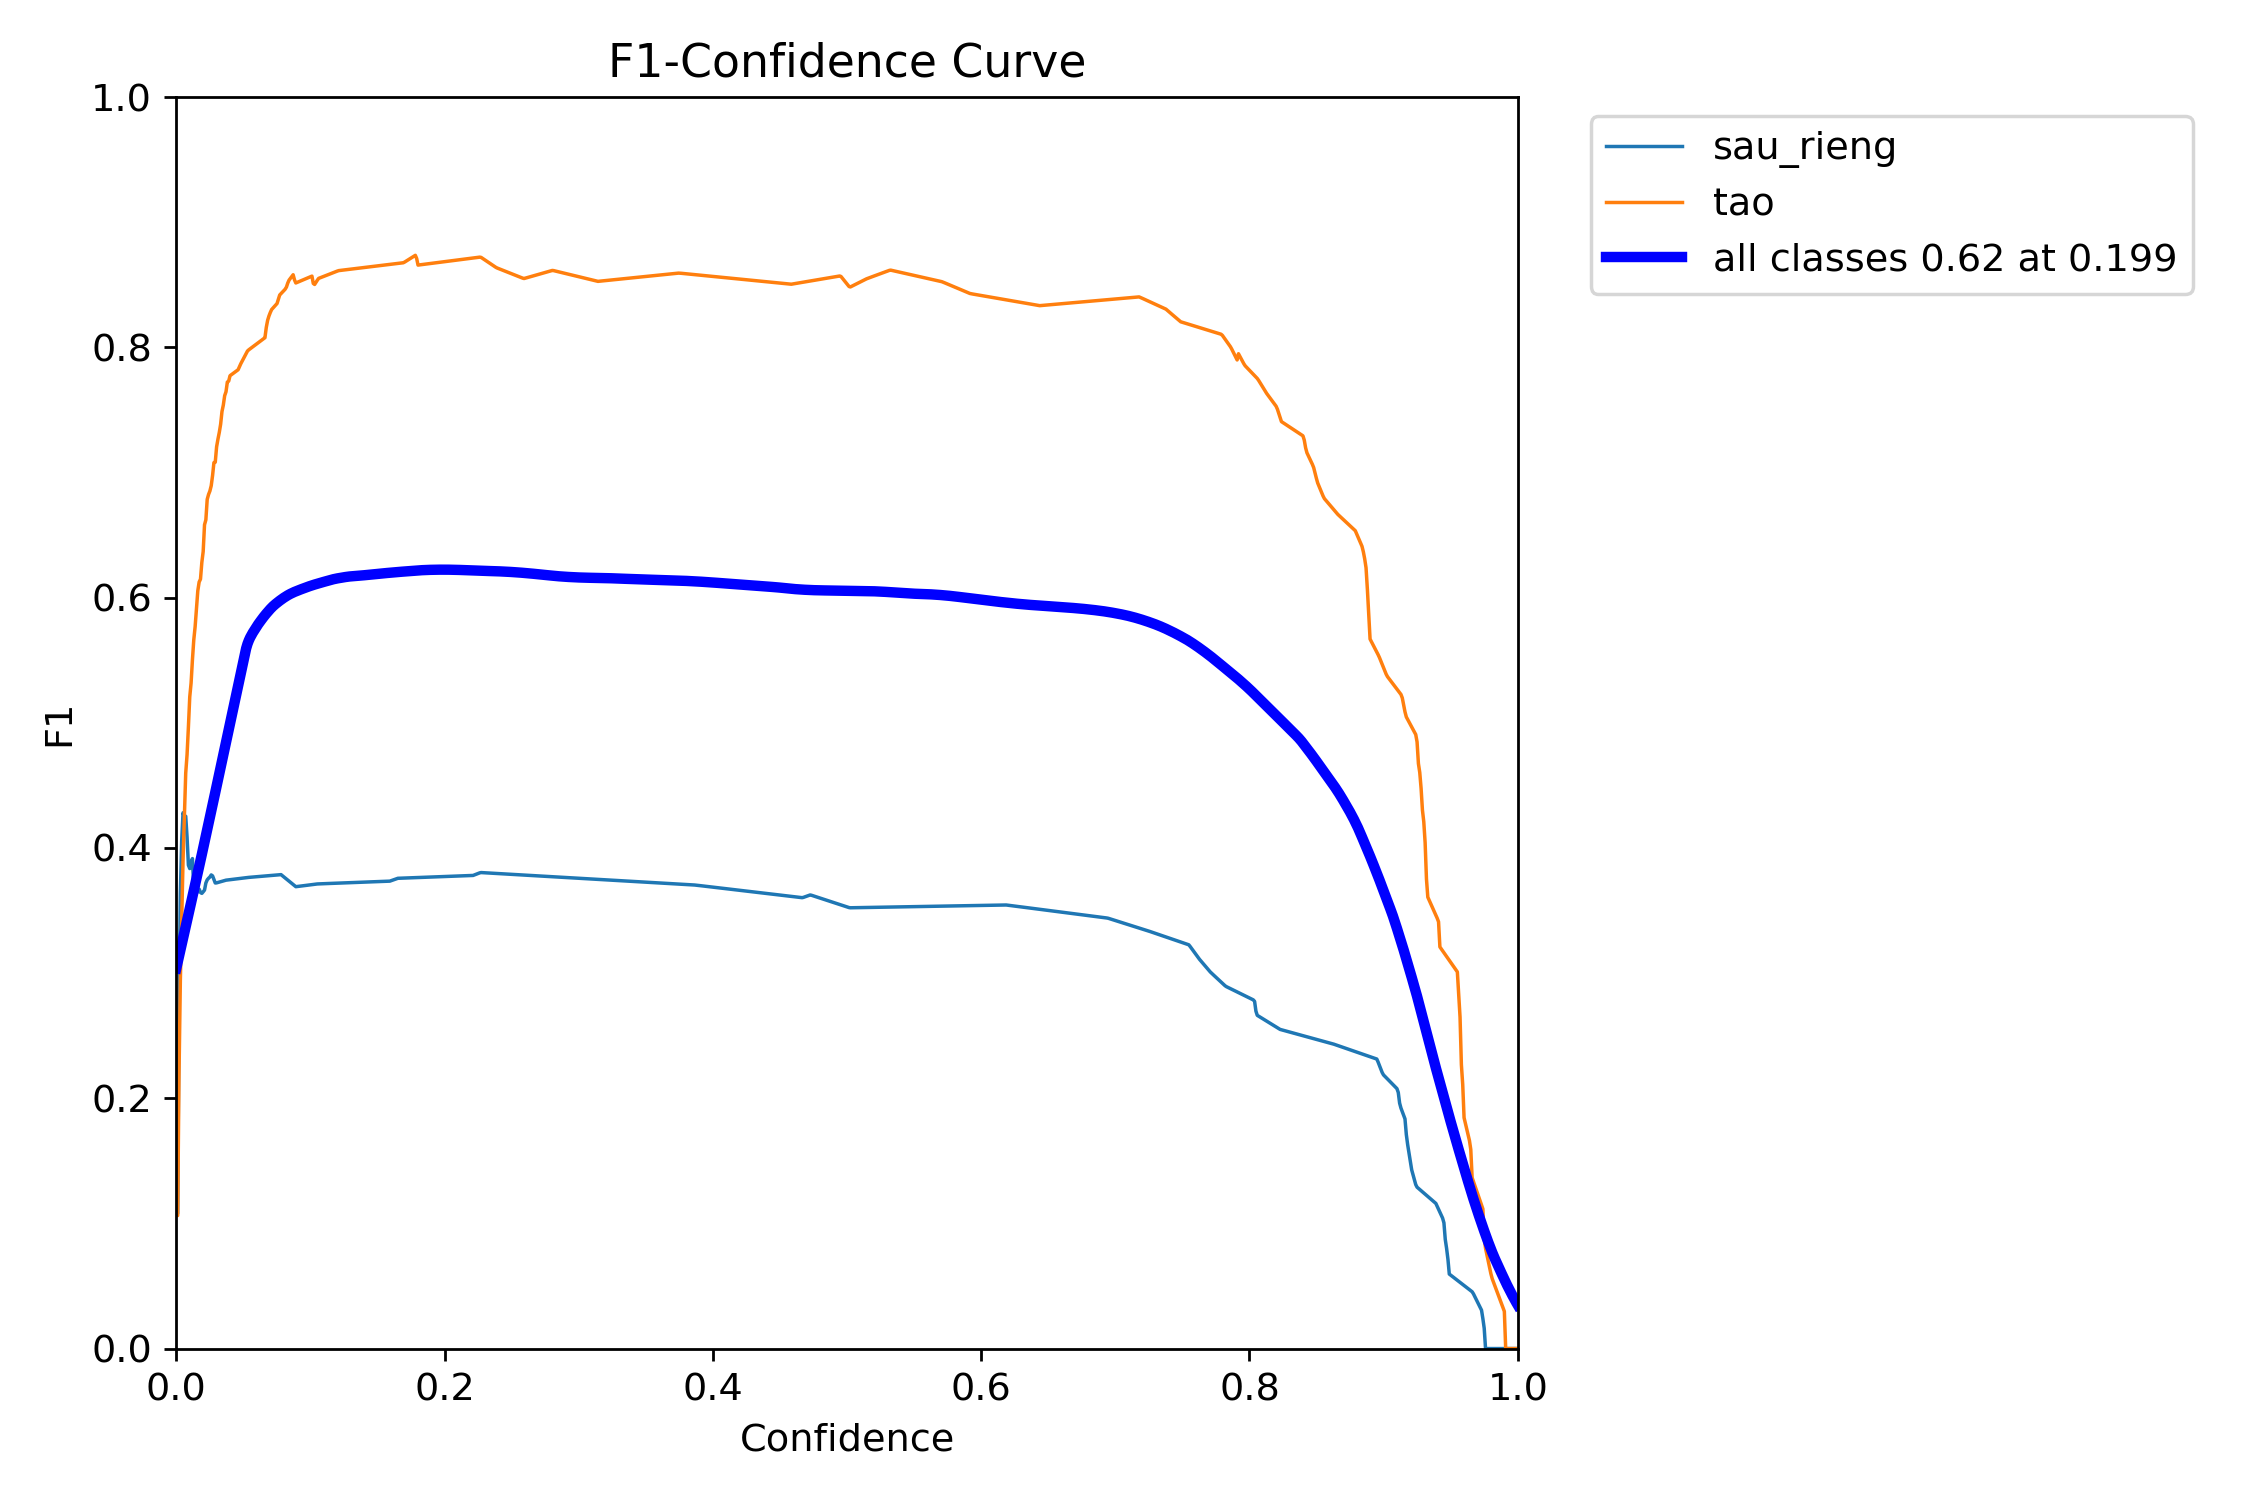 F1-Confidence Curve
1.0
0.8
0.6
0.4
0.2
0.0
F1
0.0 0.2 0.4 0.6 0.8 1.0
Confidence
sau_rieng
tao
all classes 0.62 at 0.199